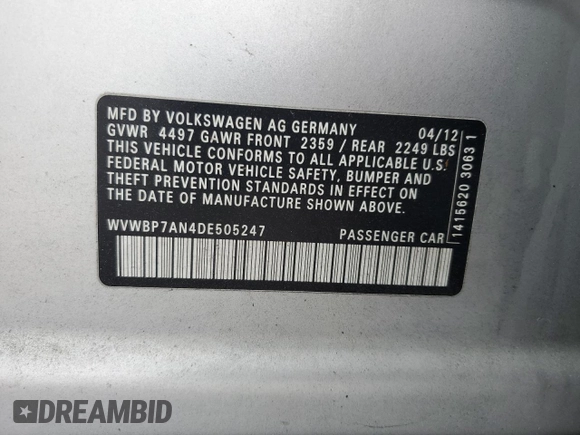 MFD BY VOLKSWAGEN AG GERMANY 04/12
GVWR 4497 GAWR FRONT 2359 / REAR 2249 LBS
THIS VEHICLE CONFORMS TO ALL APPLICABLE U.S.
FEDERAL MOTOR VEHICLE SAFETY, BUMPER AND
THEFT PREVENTION STANDARDS IN EFFECT ON
THE DATE OF MANUFACTURE SHOWN ABOVE.
WVWBP7AN4DE505247 PASSENGER CAR
1415620 3063 1
DREAMBID